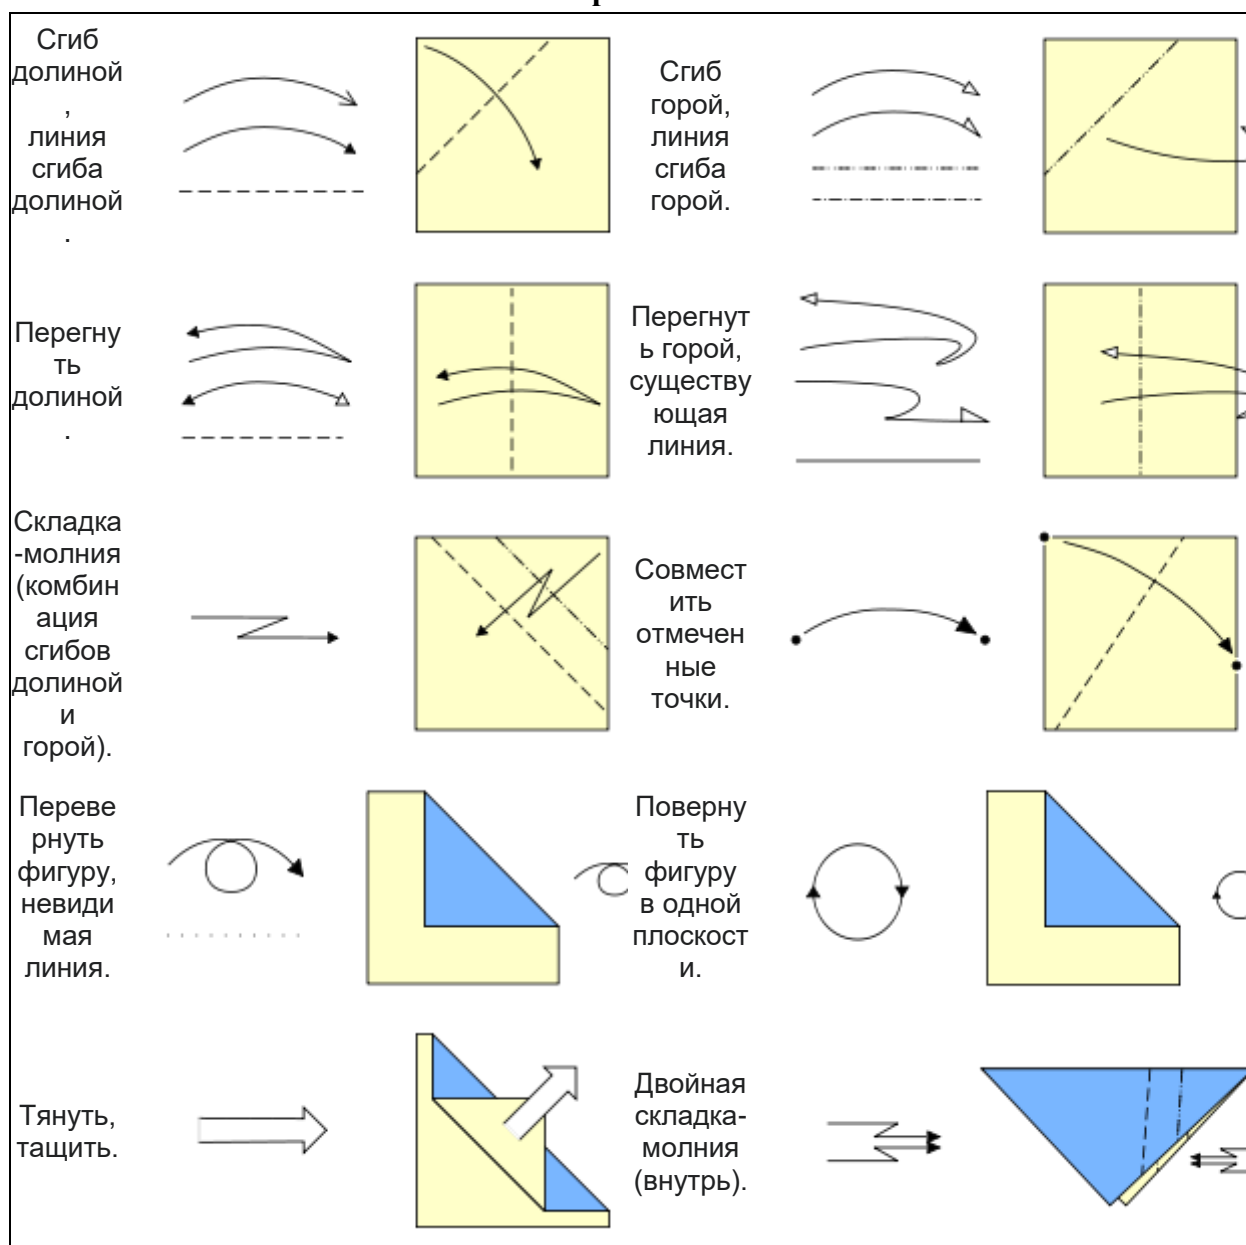 Сгиб
долиной
,
линия
сгиба
долиной
.
Сгиб
горой,
линия
сгиба
горой.
Перегну
ть
долиной
.
Перегнут
ь горой,
существу
ющая
линия.
Складка
-молния
(комбин
ация
сгибов
долиной
и
горой).
Совмест
ить
отмечен
ные
точки.
Переве
рнуть
фигуру,
невиди
мая
линия.
Поверну
ть
фигуру
в одной
плоскост
и.
Тянуть,
тащить.
Двойная
складка-
молния
(внутрь).